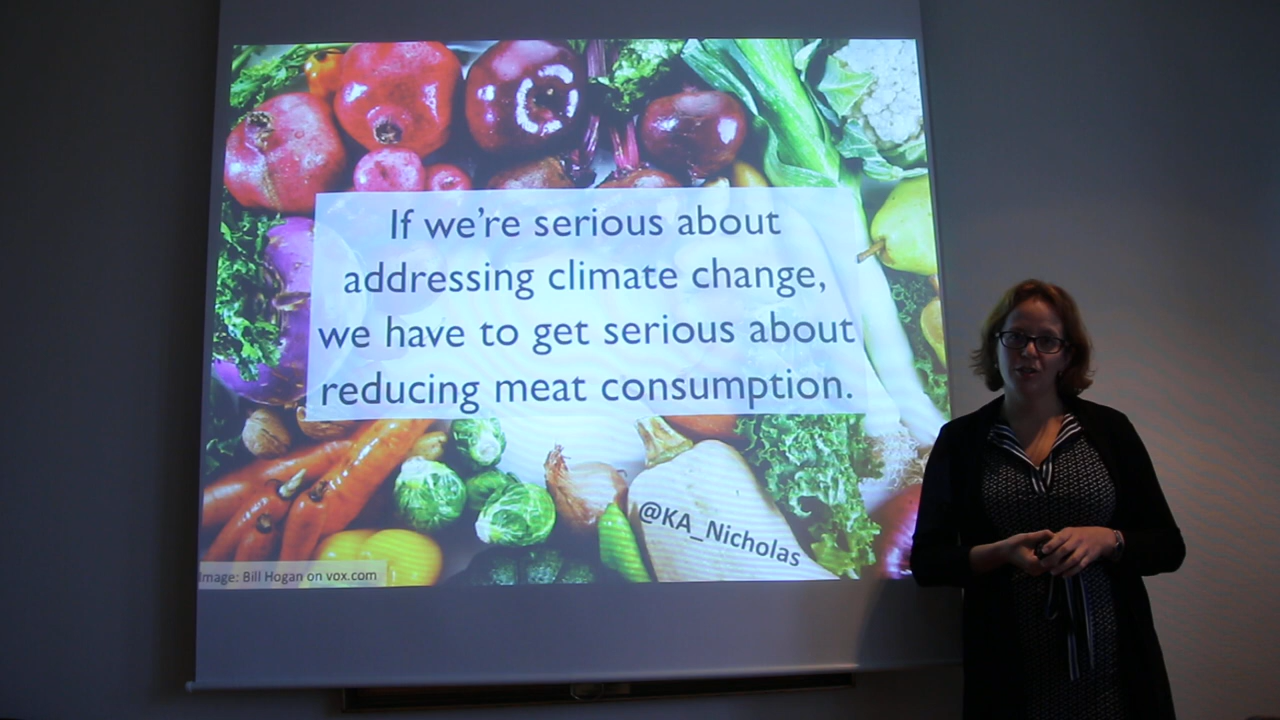 If we’re serious about
addressing climate change,
we have to get serious about
reducing meat consumption.
@KA_Nicholas
Image: Bill Hogan on vox.com